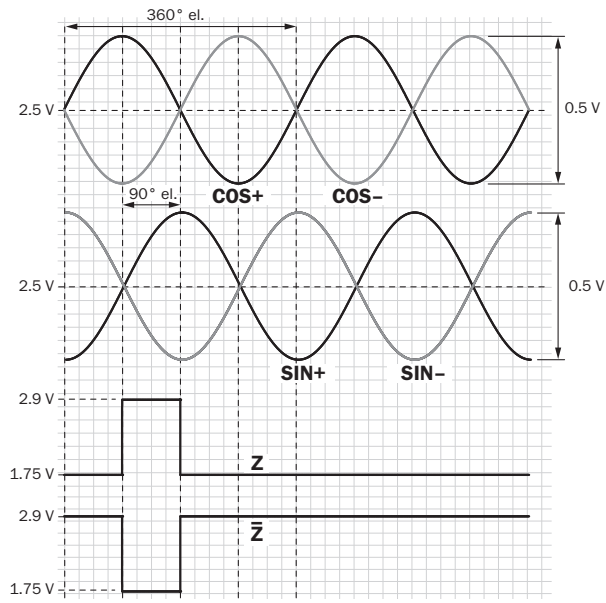 360° el.
2.5 V
0.5 V
90° el.
COS+
COS–
2.5 V
0.5 V
SIN+
SIN–
2.9 V
Z
1.75 V
2.9 V
Z̅
1.75 V